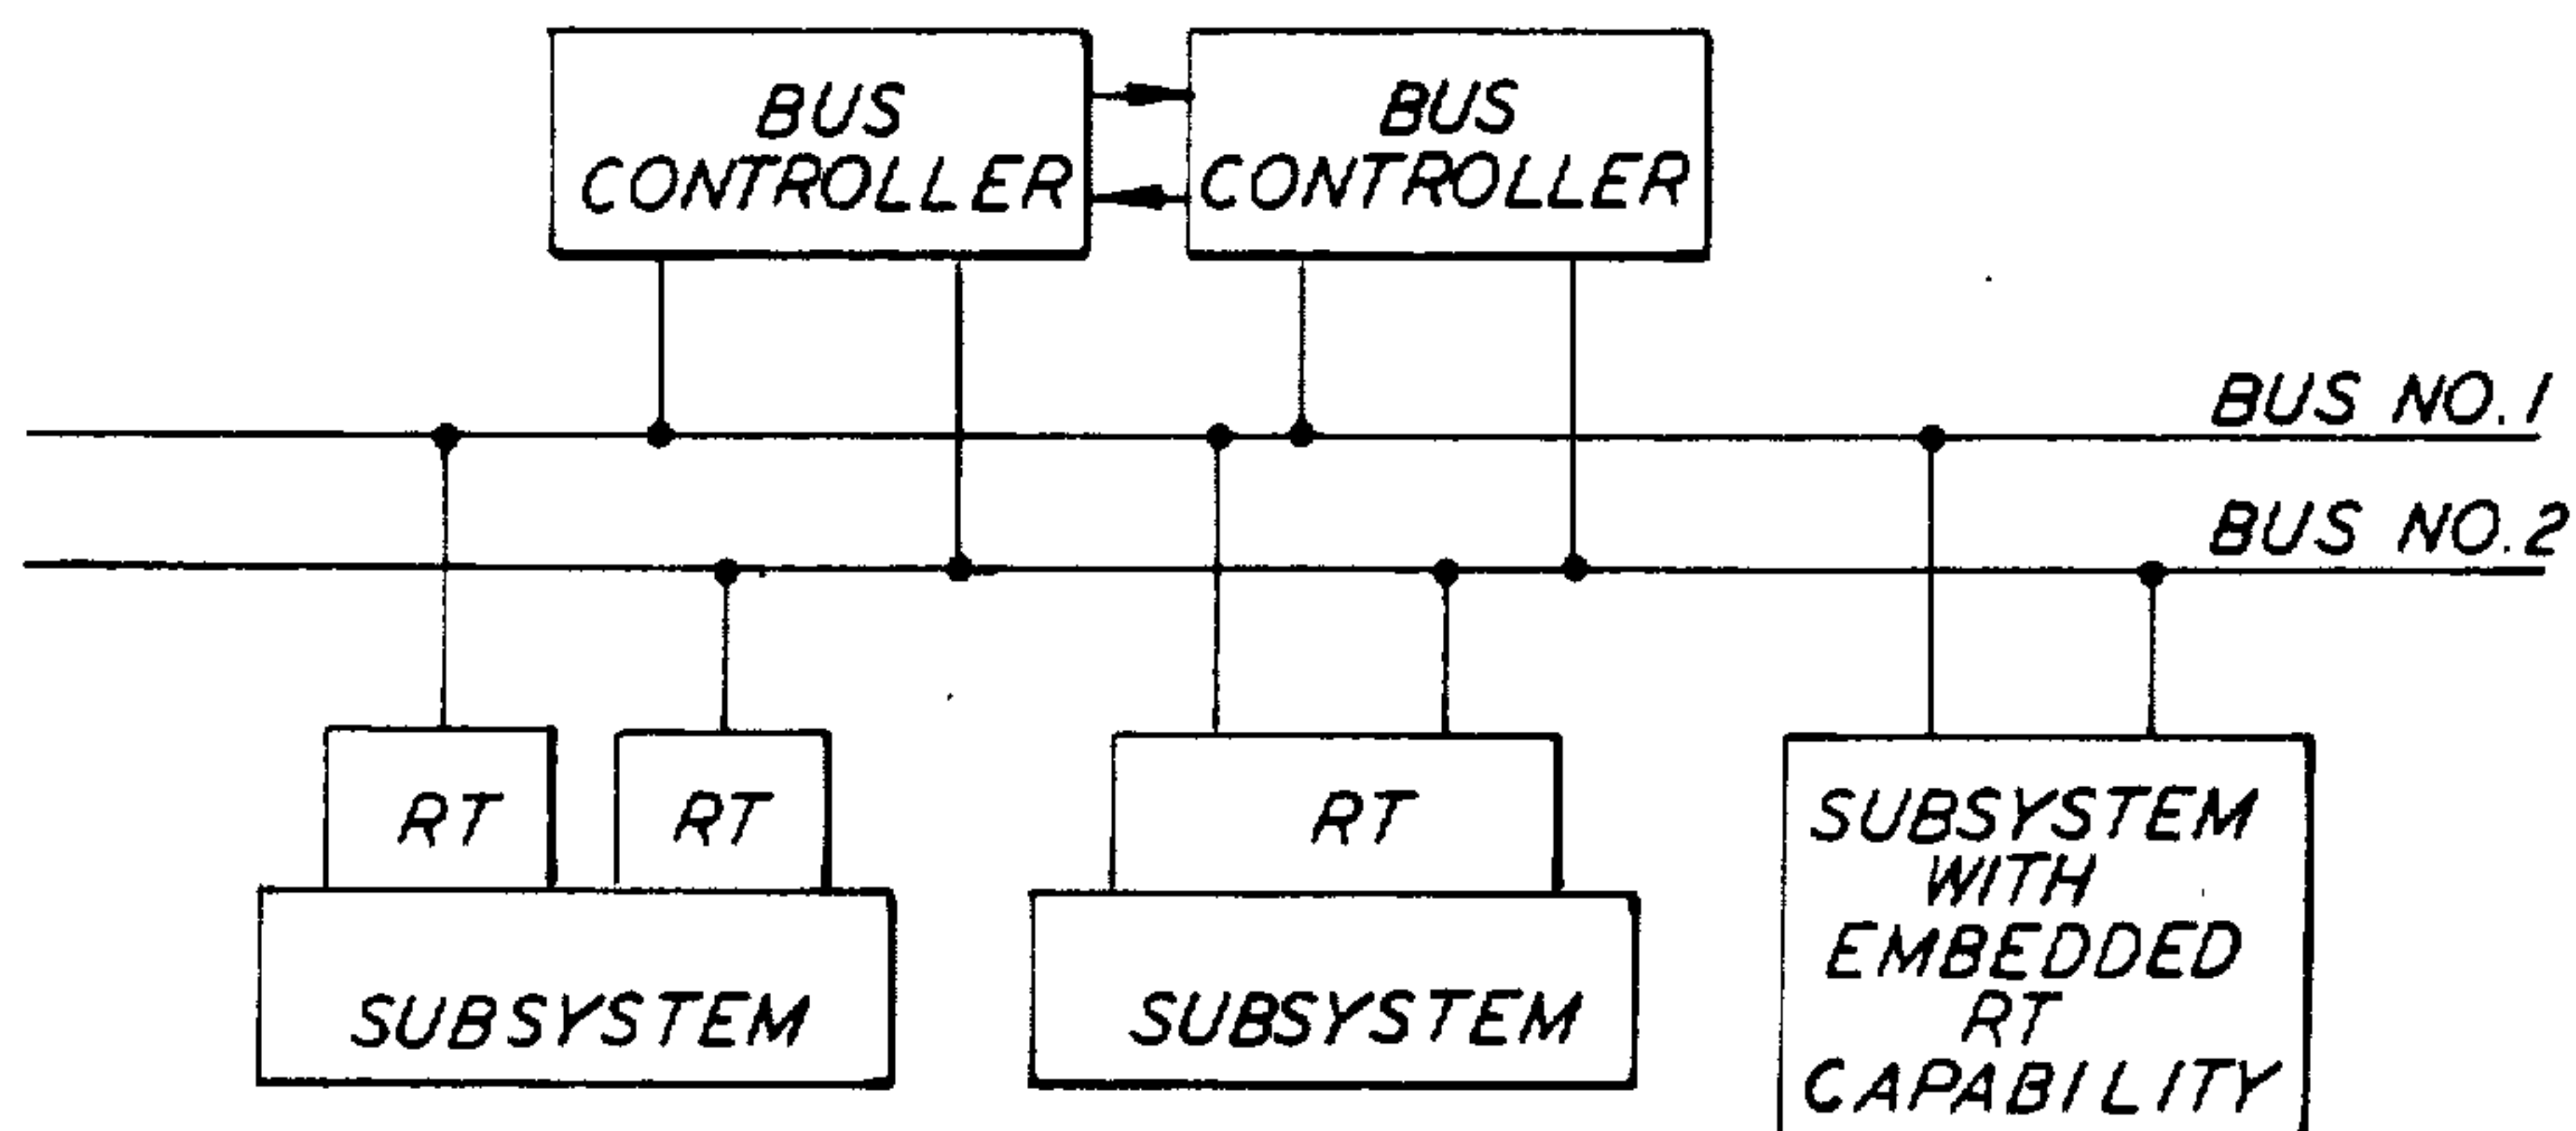 BUS
CONTROLLER
BUS
CONTROLLER
BUS NO. 1
BUS NO. 2
RT
RT
SUBSYSTEM
RT
SUBSYSTEM
SUBSYSTEM
WITH
EMBEDDED
RT
CAPABILITY